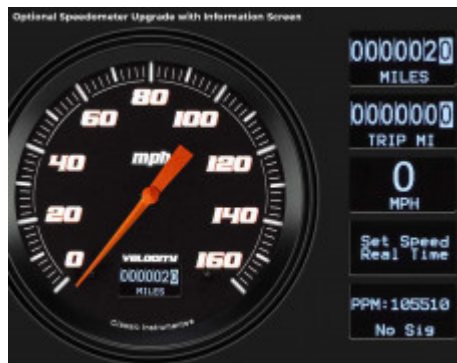 Optional Speedometer Upgrade with Information Screen
0000020
MILES
0000000
TRIP MI
0
MPH
Set Speed
Real Time
PPM:105510
No Sig
0
20
40
60
80
100
120
140
160
mph
VELOCITY
0000020
MILES
Classic Instruments